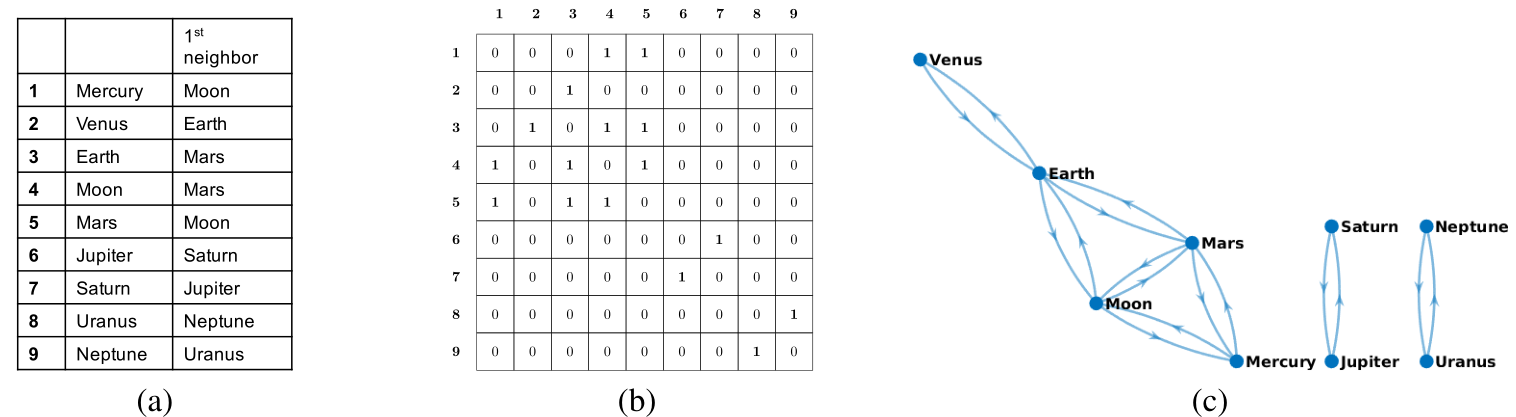 1st
neighbor
1 Mercury Moon
2 Venus Earth
3 Earth Mars
4 Moon Mars
5 Mars Moon
6 Jupiter Saturn
7 Saturn Jupiter
8 Uranus Neptune
9 Neptune Uranus
(a)
1 2 3 4 5 6 7 8 9
1 0 0 0 1 1 0 0 0 0
2 0 0 1 0 0 0 0 0 0
3 0 1 0 1 1 0 0 0 0
4 1 0 1 0 1 0 0 0 0
5 1 0 1 1 0 0 0 0 0
6 0 0 0 0 0 0 1 0 0
7 0 0 0 0 0 1 0 0 0
8 0 0 0 0 0 0 0 0 1
9 0 0 0 0 0 0 0 1 0
(b)
Venus
Earth
Mars
Moon
Mercury
Saturn
Neptune
Jupiter
Uranus
(c)